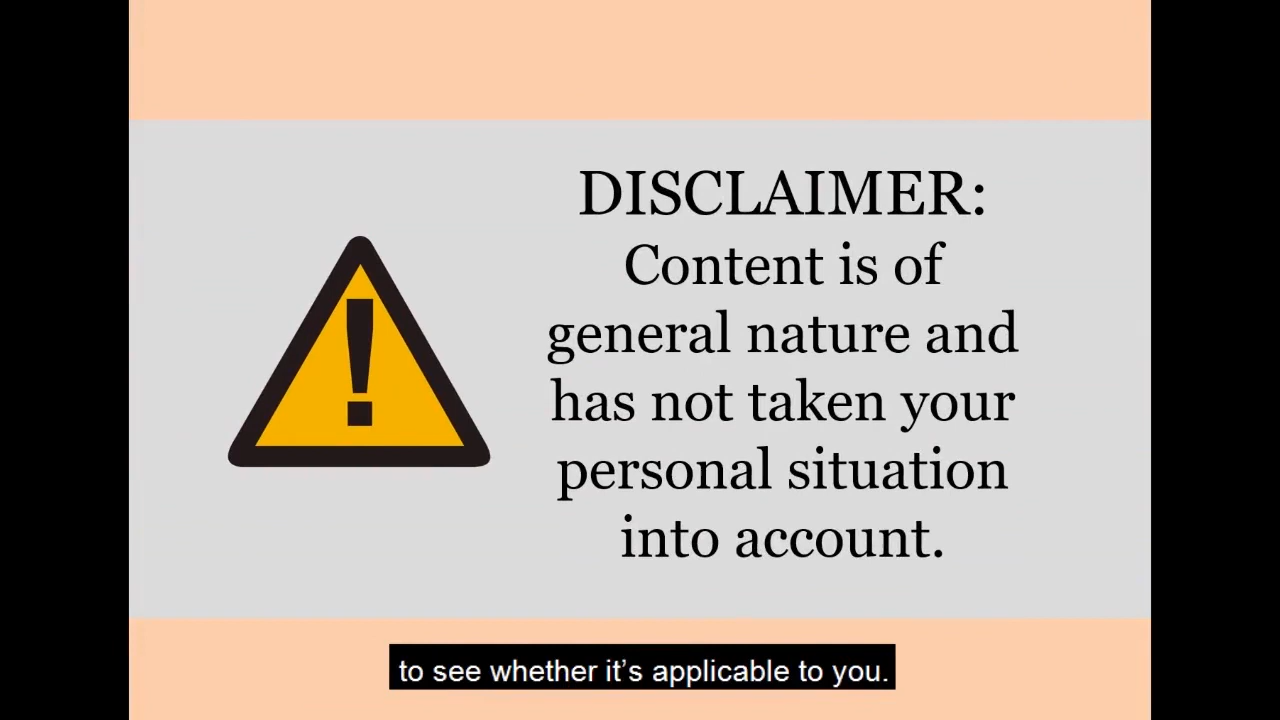 DISCLAIMER:
Content is of
general nature and
has not taken your
personal situation
into account.
to see whether it’s applicable to you.